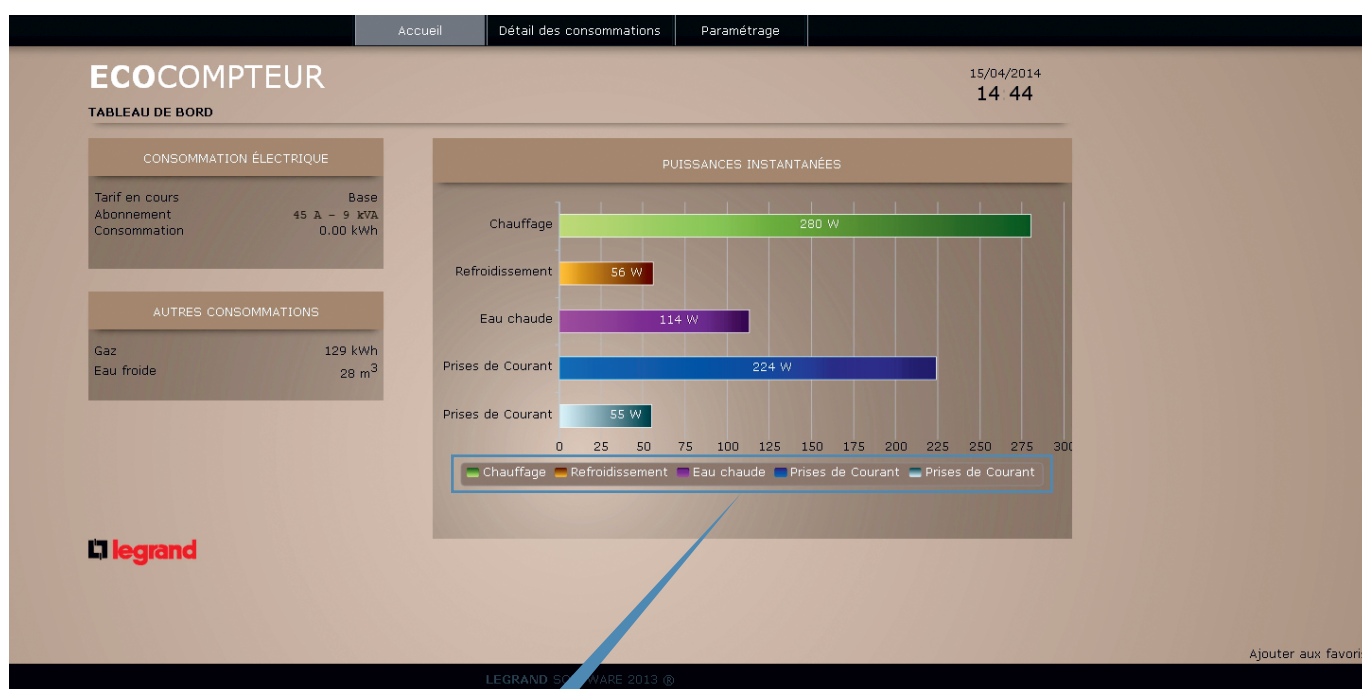 Accueil Détail des consommations Paramétrage
ECOCOMPTEUR
15/04/2014
14:44
TABLEAU DE BORD
CONSOMMATION ÉLECTRIQUE
Tarif en cours Base
Abonnement 45 A - 9 kVA
Consommation 0.00 kWh
AUTRES CONSOMMATIONS
Gaz 129 kWh
Eau froide 28 m³
PUISSANCES INSTANTANÉES
Chauffage 280 W
Refroidissement 56 W
Eau chaude 114 W
Prises de Courant 224 W
Prises de Courant 55 W
0 25 50 75 100 125 150 175 200 225 250 275 300
Chauffage Refroidissement Eau chaude Prises de Courant Prises de Courant
legrand
Ajouter aux favoris
LEGRAND 2013 ®